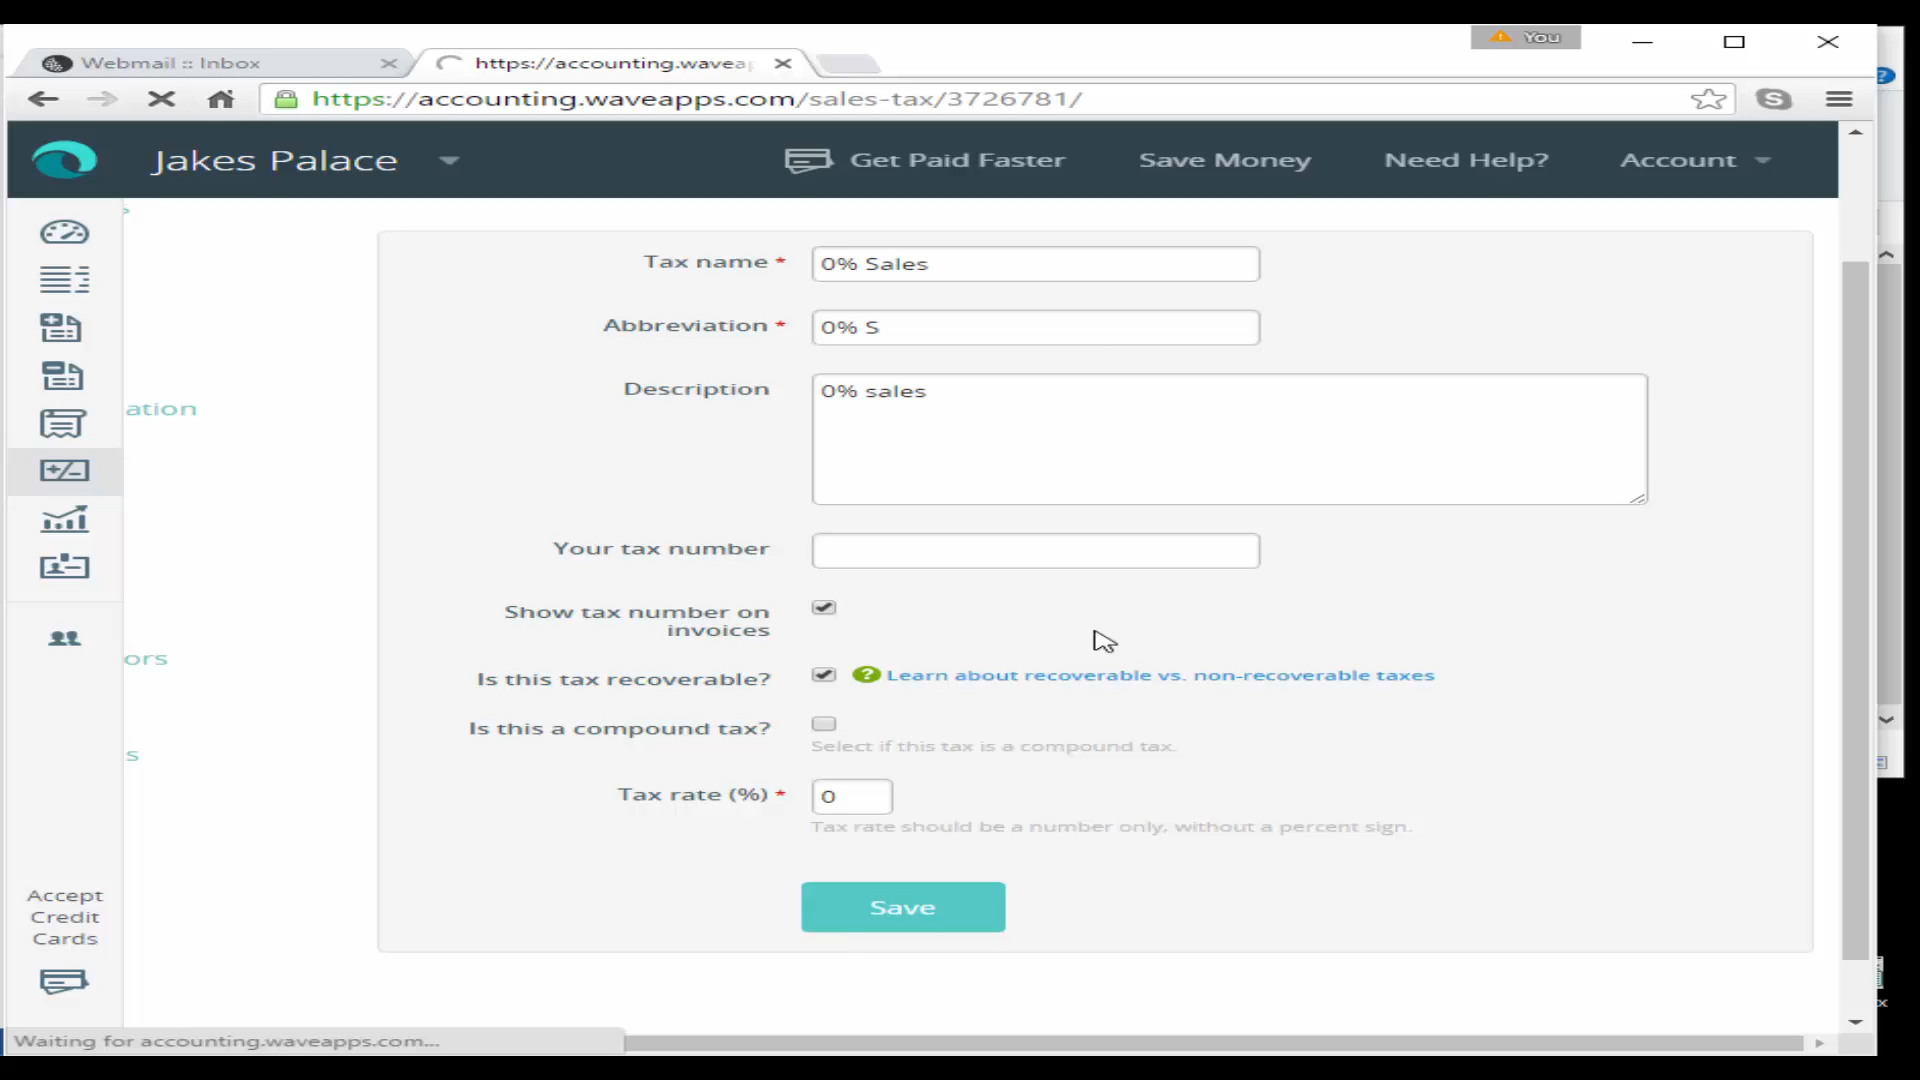 You
Webmail :: Inbox
https://accounting.waveap
https://accounting.waveapps.com/sales-tax/3726781/
Jakes Palace
Get Paid Faster
Save Money
Need Help?
Account
Tax name *
0% Sales
Abbreviation *
0% S
Description
0% sales
ation
Your tax number
Show tax number on
invoices
ors
Is this tax recoverable?
Learn about recoverable vs. non-recoverable taxes
Is this a compound tax?
Select if this tax is a compound tax.
s
Tax rate (%) *
0
Tax rate should be a number only, without a percent sign.
Save
Accept
Credit
Cards
Waiting for accounting.waveapps.com...